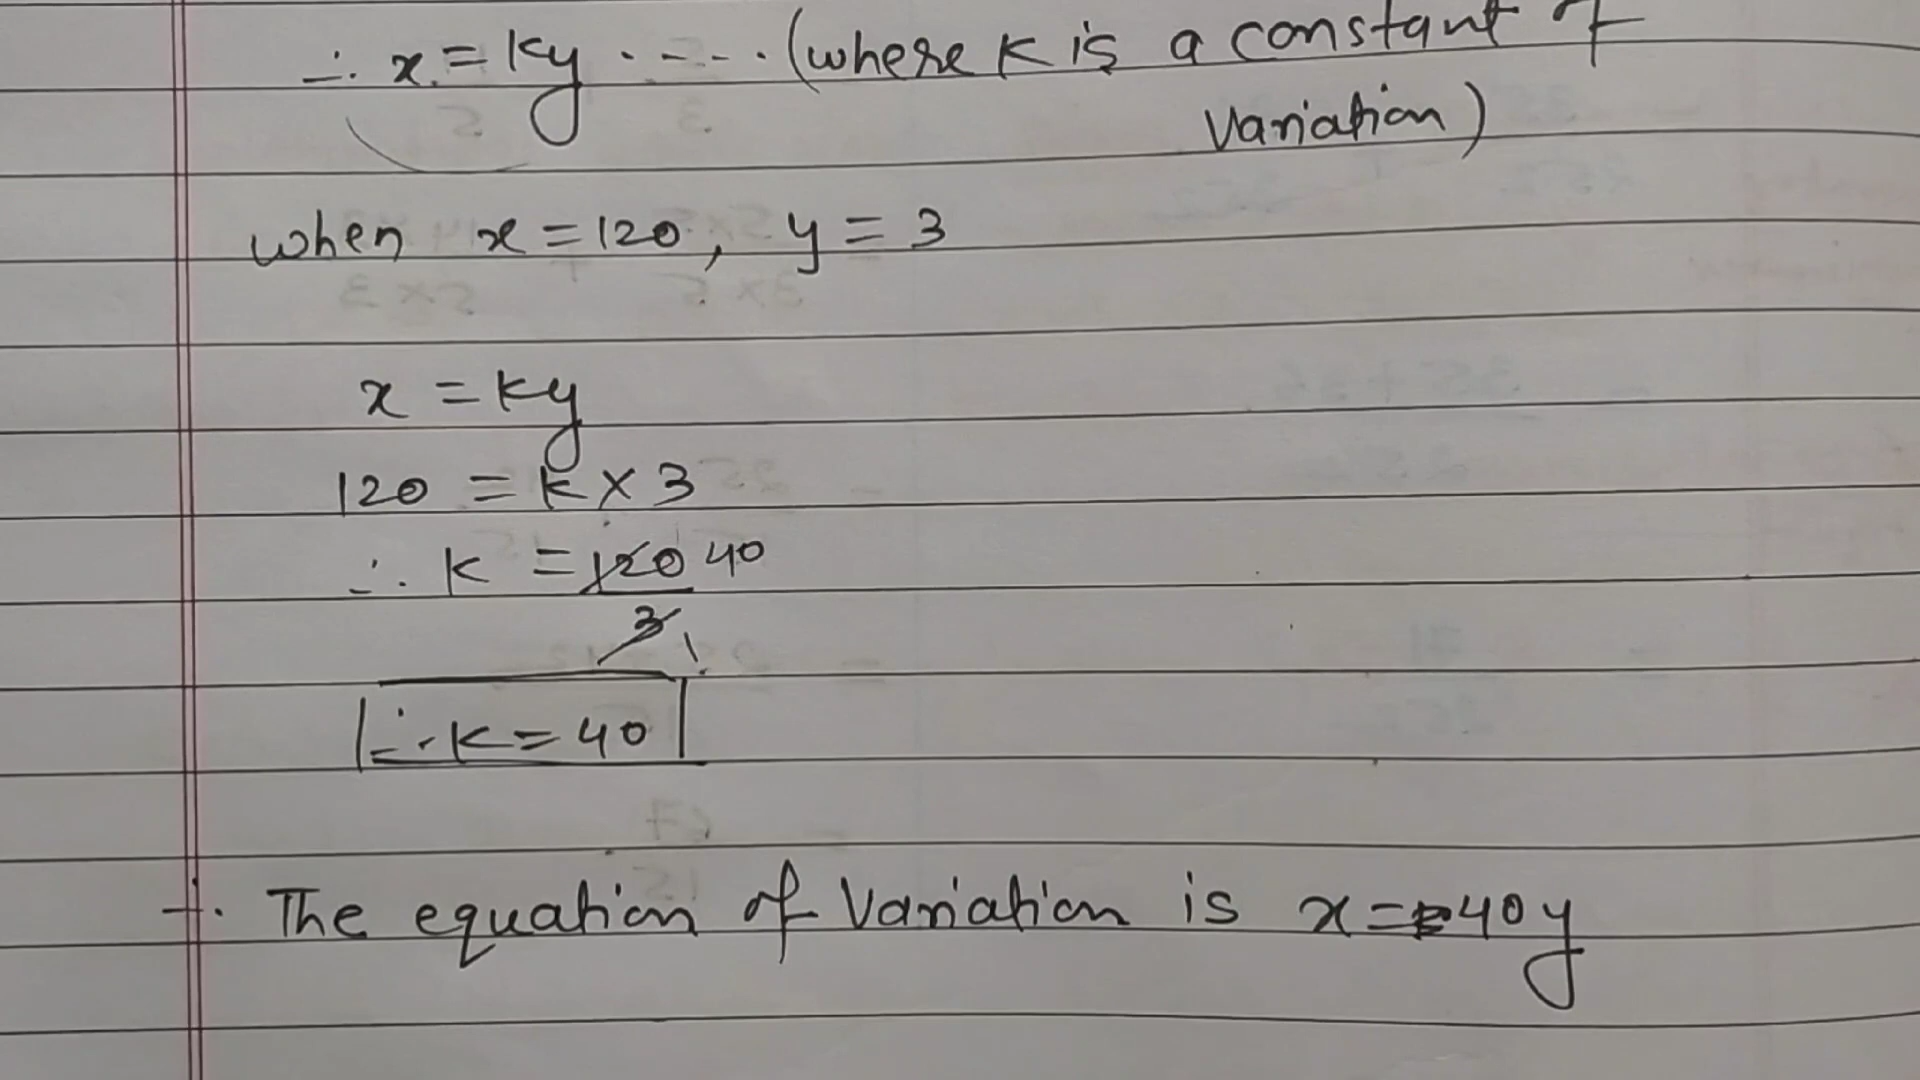 ∴ x = ky ..... (where K is a constant of
Variation)
when x = 120, y = 3
x = ky
120 = k × 3
∴ k = 120 40
3 1
∴ k = 40
∴ The equation of Variation is x = 40y